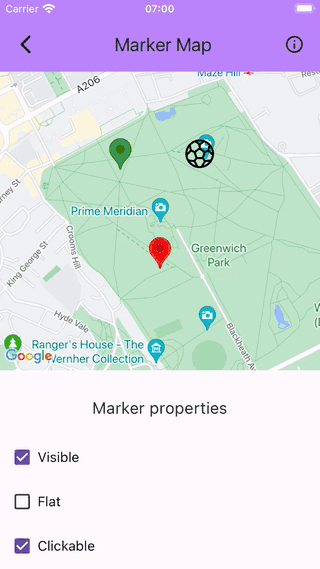 Carrier
07:00
Marker Map
A206
Maze Hill
Prime Meridian
Greenwich
Park
King George St
Crooms Hill
Hyde Vale
Blackheath Av
Ranger's House - The
Wernher Collection
Google
Marker properties
Visible
Flat
Clickable